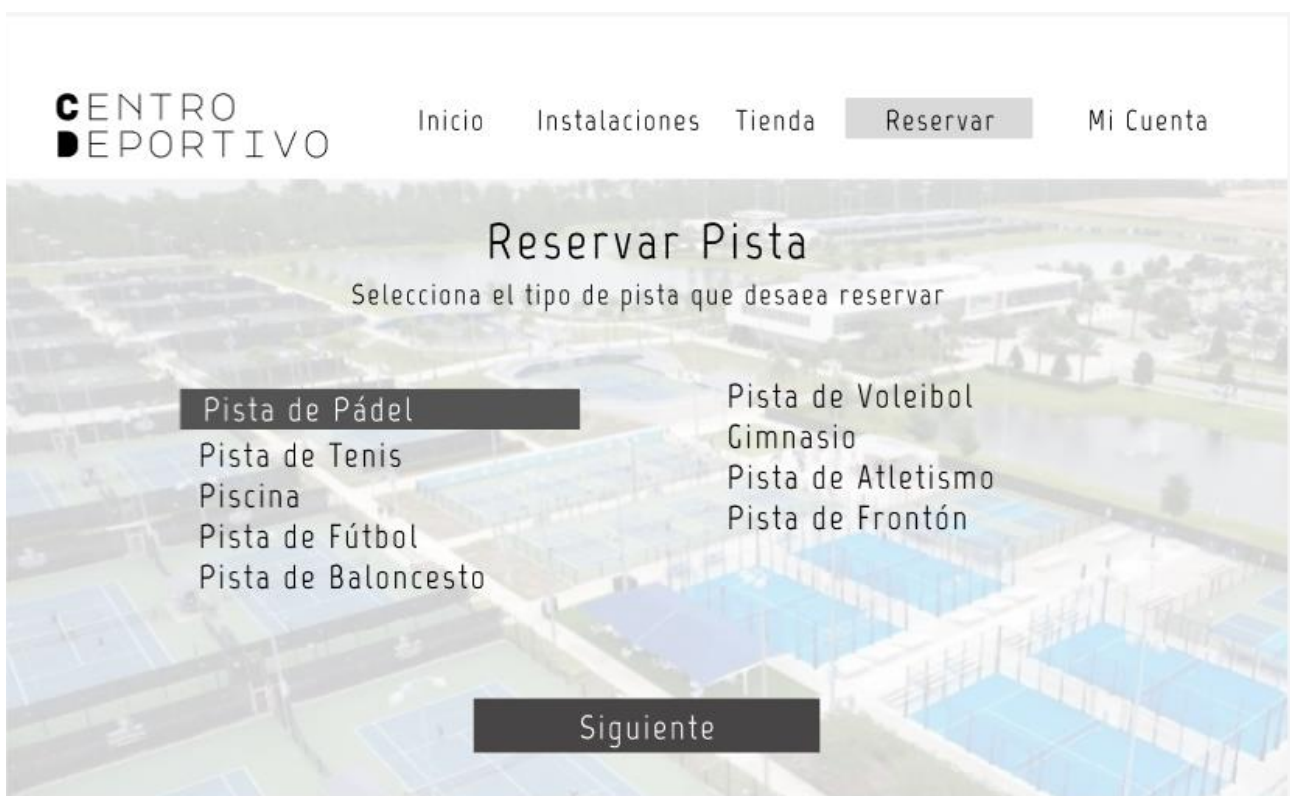 CENTRO
DEPORTIVO
Inicio Instalaciones Tienda Reservar Mi Cuenta
Reservar Pista
Selecciona el tipo de pista que desaea reservar
Pista de Pádel
Pista de Tenis
Piscina
Pista de Fútbol
Pista de Baloncesto
Pista de Voleibol
Gimnasio
Pista de Atletismo
Pista de Frontón
Siguiente